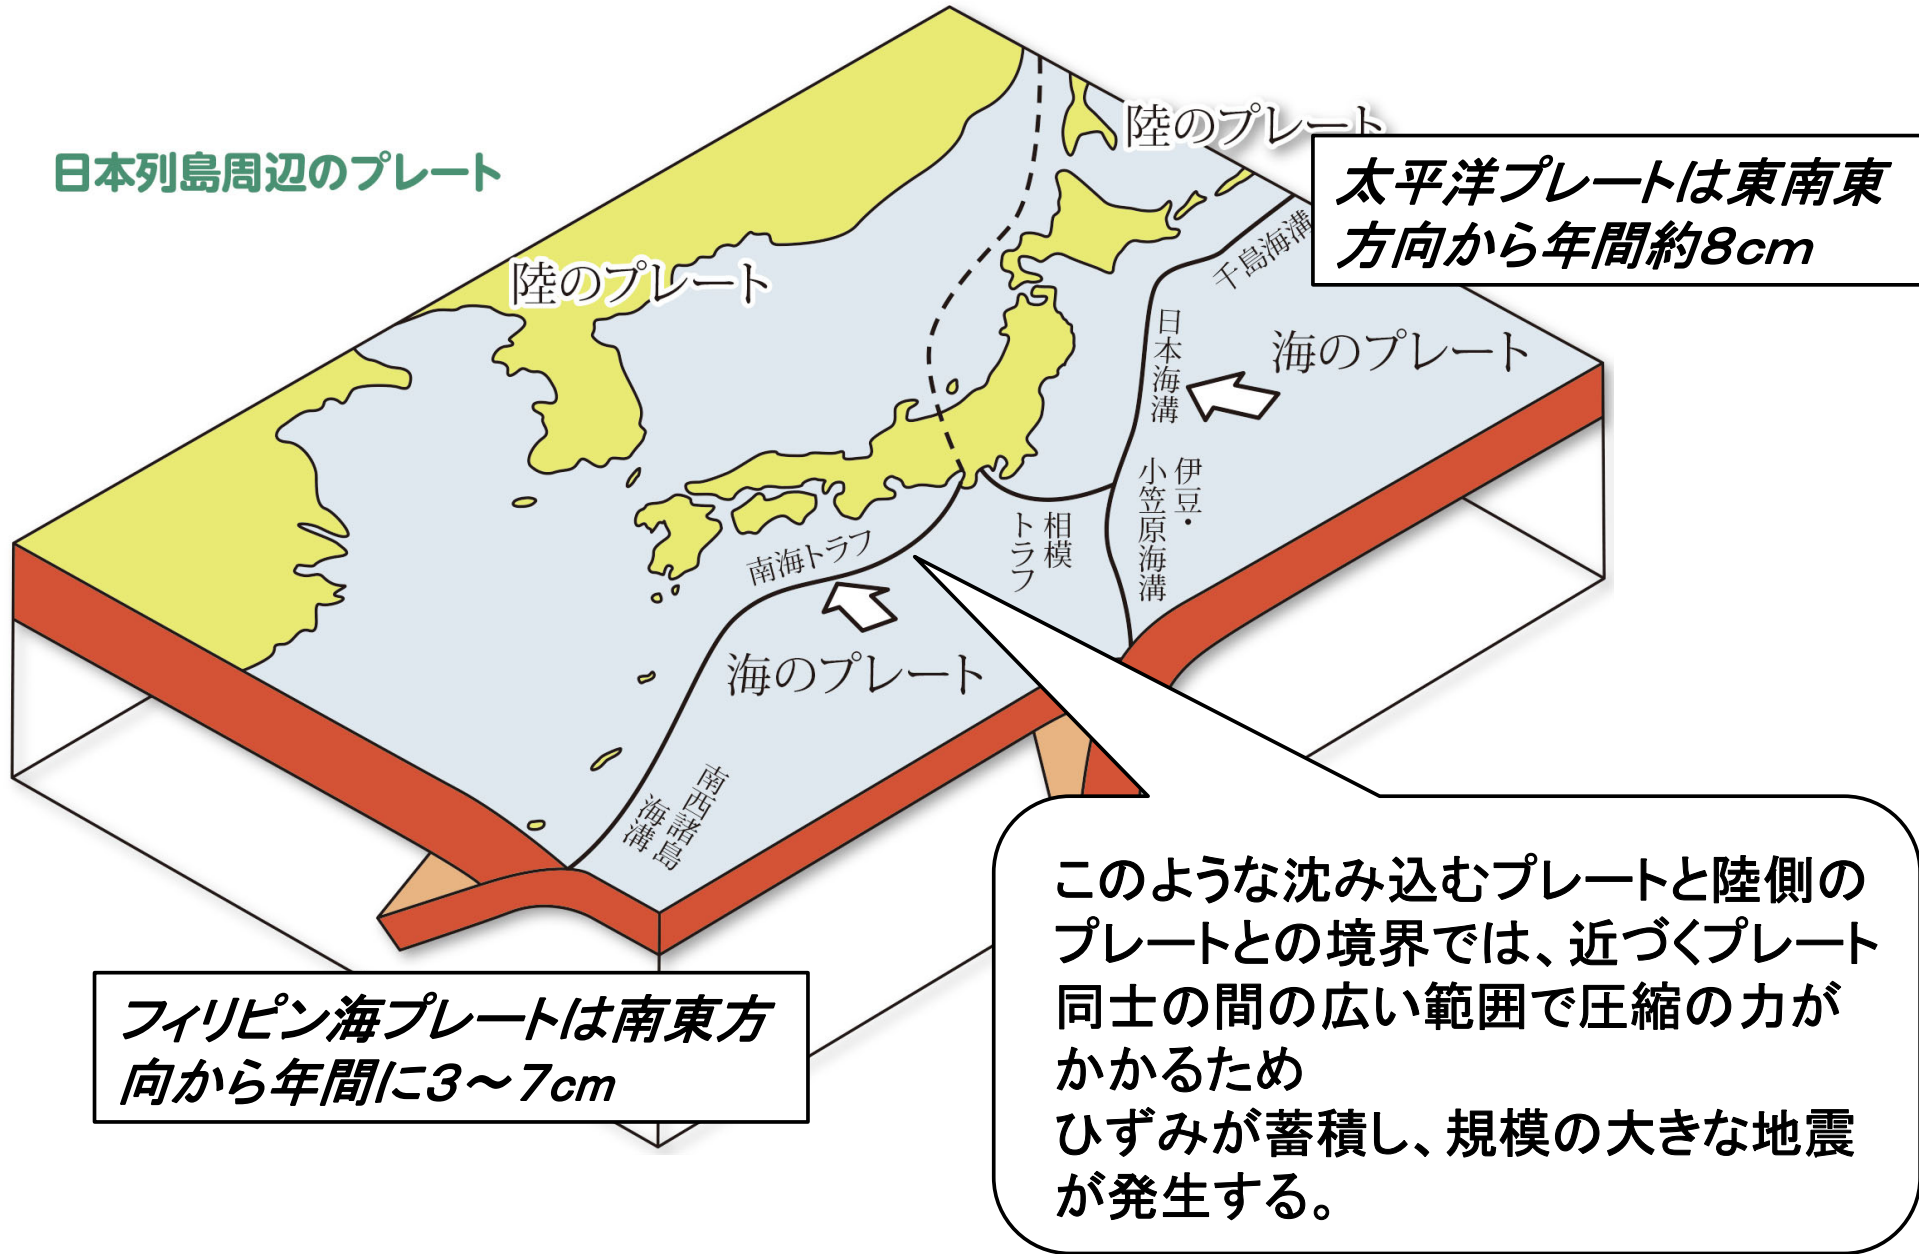 日本列島周辺のプレート
陸のプレート
太平洋プレートは東南東
方向から年間約8cm
陸のプレート
千島海溝
日本海溝
海のプレート
伊豆・
小笠原海溝
相模
トラフ
南海トラフ
海のプレート
南西諸島
海溝
フィリピン海プレートは南東方
向から年間に3〜7cm
このような沈み込むプレートと陸側の
プレートとの境界では、近づくプレート
同士の間の広い範囲で圧縮の力が
かかるため
ひずみが蓄積し、規模の大きな地震
が発生する。